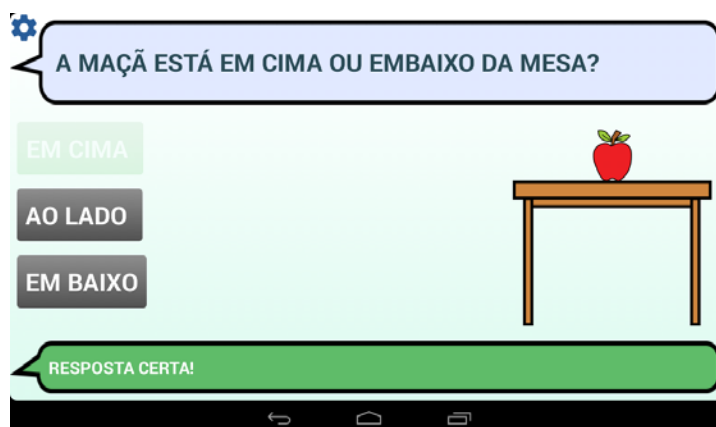 A MAÇÃ ESTÁ EM CIMA OU EMBAIXO DA MESA?
EM CIMA
AO LADO
EM BAIXO
RESPOSTA CERTA!